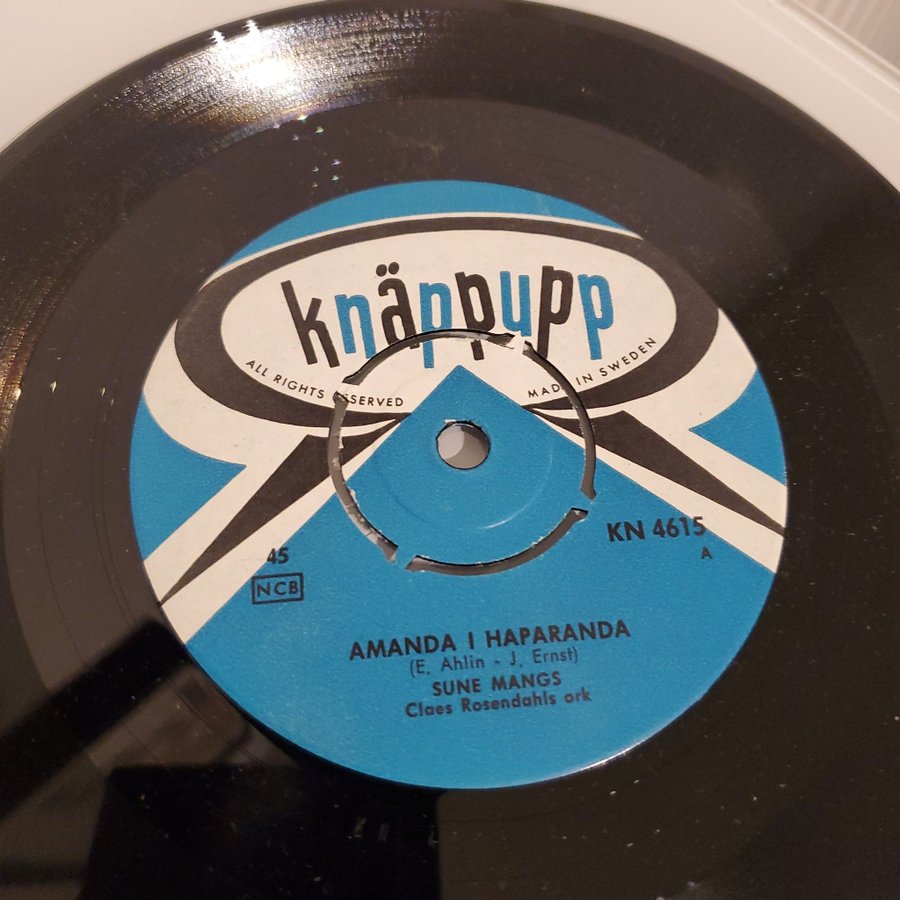 knäppupp
ALL RIGHTS RESERVED
MADE IN SWEDEN
KN 4615
A
45
NCB
AMANDA I HAPARANDA
(E. Ahlin - J. Ernst)
SUNE MANGS
Claes Rosendahls ork